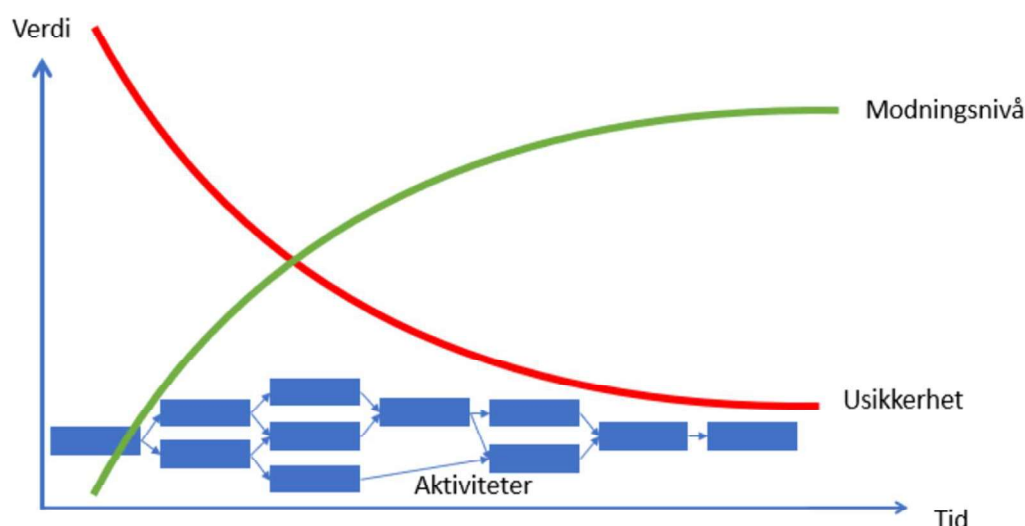 Verdi
Modningsnivå
Usikkerhet
Aktiviteter
Tid